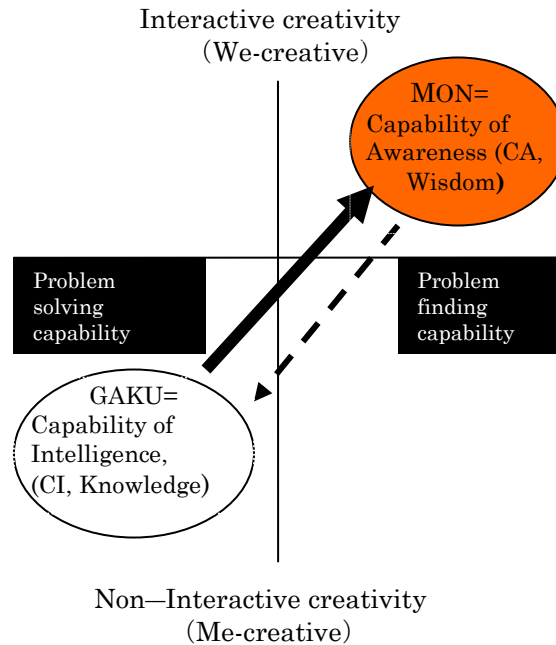 Interactive creativity
(We-creative)
MON=
Capability of
Awareness (CA,
Wisdom)
Problem
solving
capability
Problem
finding
capability
GAKU=
Capability of
Intelligence,
(CI, Knowledge)
Non—Interactive creativity
(Me-creative)